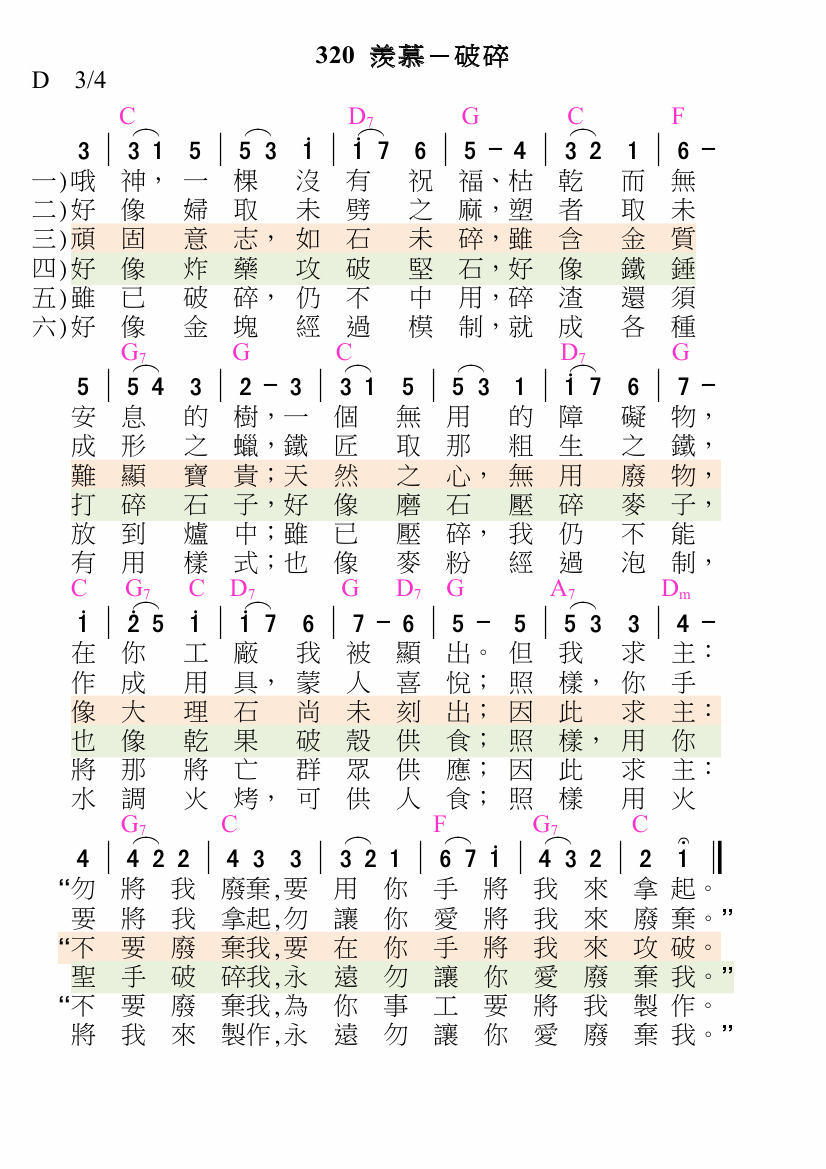 320 羨慕－破碎
D 3/4
C D7 G C F
3 | 3 1 5 | 5 3 i | i 7 6 | 5 － 4 | 3 2 1 | 6 －
一)哦 神， 一 棵 沒 有 祝 福、枯 乾 而 無
二)好 像 婦 取 未 劈 之 麻，塑 者 取 未
三)頑 固 意 志，如 石 未 碎，雖 含 金 質
四)好 像 炸 藥 攻 破 堅 石，好 像 鐵 錘
五)雖 已 破 碎，仍 不 中 用，碎 渣 還 須
六)好 像 金 塊 經 過 模 制，就 成 各 種
G7 G C D7 G
5 | 5 4 3 | 2 － 3 | 3 1 5 | 5 3 1 | i 7 6 | 7 －
安 息 的 樹，一 個 無 用 的 障 礙 物，
成 形 之 蠟，鐵 匠 取 那 粗 生 之 鐵，
難 顯 寶 貴；天 然 之 心，無 用 廢 物，
打 碎 石 子，好 像 磨 石 壓 碎 麥 子，
放 到 爐 中；雖 已 壓 碎，我 仍 不 能
有 用 樣 式；也 像 麥 粉 經 過 泡 制，
C G7 C D7 G D7 G A7 Dm
i | 2̇ 5 i | i 7 6 | 7 － 6 | 5 － 5 | 5 3 3 | 4 －
在 你 工 廠 我 被 顯 出。但 我 求 主：
作 成 用 具，蒙 人 喜 悅；照 樣，你 手
像 大 理 石 尚 未 刻 出；因 此 求 主：
也 像 乾 果 破 殼 供 食；照 樣，用 你
將 那 將 亡 群 眾 供 應；因 此 求 主：
水 調 火 烤，可 供 人 食；照 樣 用 火
G7 C F G7 C
4 | 4 2 2 | 4 3 3 | 3 2 1 | 6 7 i | 4 3 2 | 2 i ‖
“勿 將 我 廢棄,要 用 你 手 將 我 來 拿 起。
要 將 我 拿起,勿 讓 你 愛 將 我 來 廢 棄。”
“不 要 廢 棄我,要 在 你 手 將 我 來 攻 破。
聖 手 破 碎我,永 遠 勿 讓 你 愛 廢 棄 我。”
“不 要 廢 棄我,為 你 事 工 要 將 我 製 作。
將 我 來 製作,永 遠 勿 讓 你 愛 廢 棄 我。”